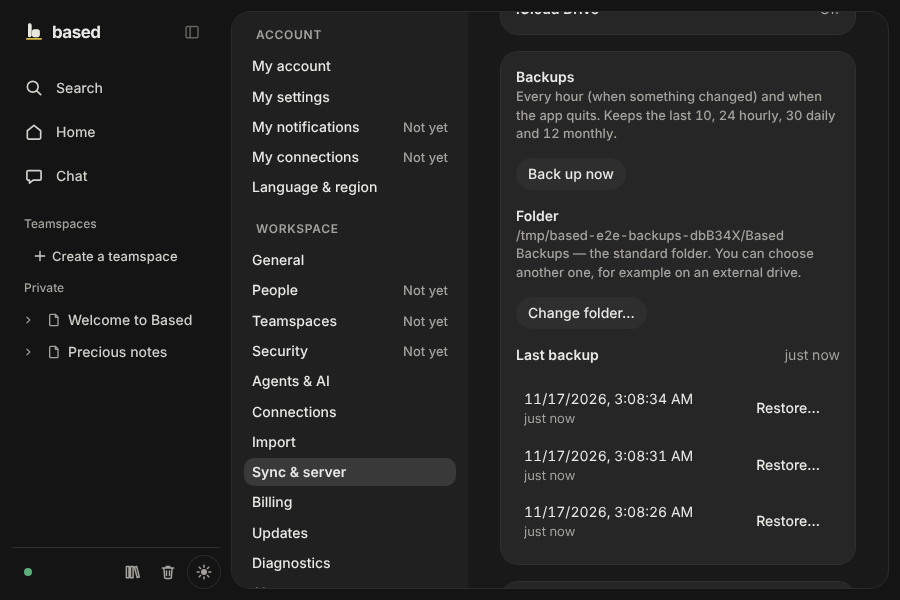 based
Search
Home
Chat
Teamspaces
Create a teamspace
Private
Welcome to Based
Precious notes
ACCOUNT
My account
My settings
My notifications Not yet
My connections Not yet
Language & region
WORKSPACE
General
People Not yet
Teamspaces Not yet
Security Not yet
Agents & AI
Connections
Import
Sync & server
Billing
Updates
Diagnostics
iCloud Drive Off
Backups
Every hour (when something changed) and when
the app quits. Keeps the last 10, 24 hourly, 30 daily
and 12 monthly.
Back up now
Folder
/tmp/based-e2e-backups-dbB34X/Based
Backups — the standard folder. You can choose
another one, for example on an external drive.
Change folder...
Last backup just now
11/17/2026, 3:08:34 AM
just now
Restore...
11/17/2026, 3:08:31 AM
just now
Restore...
11/17/2026, 3:08:26 AM
just now
Restore...